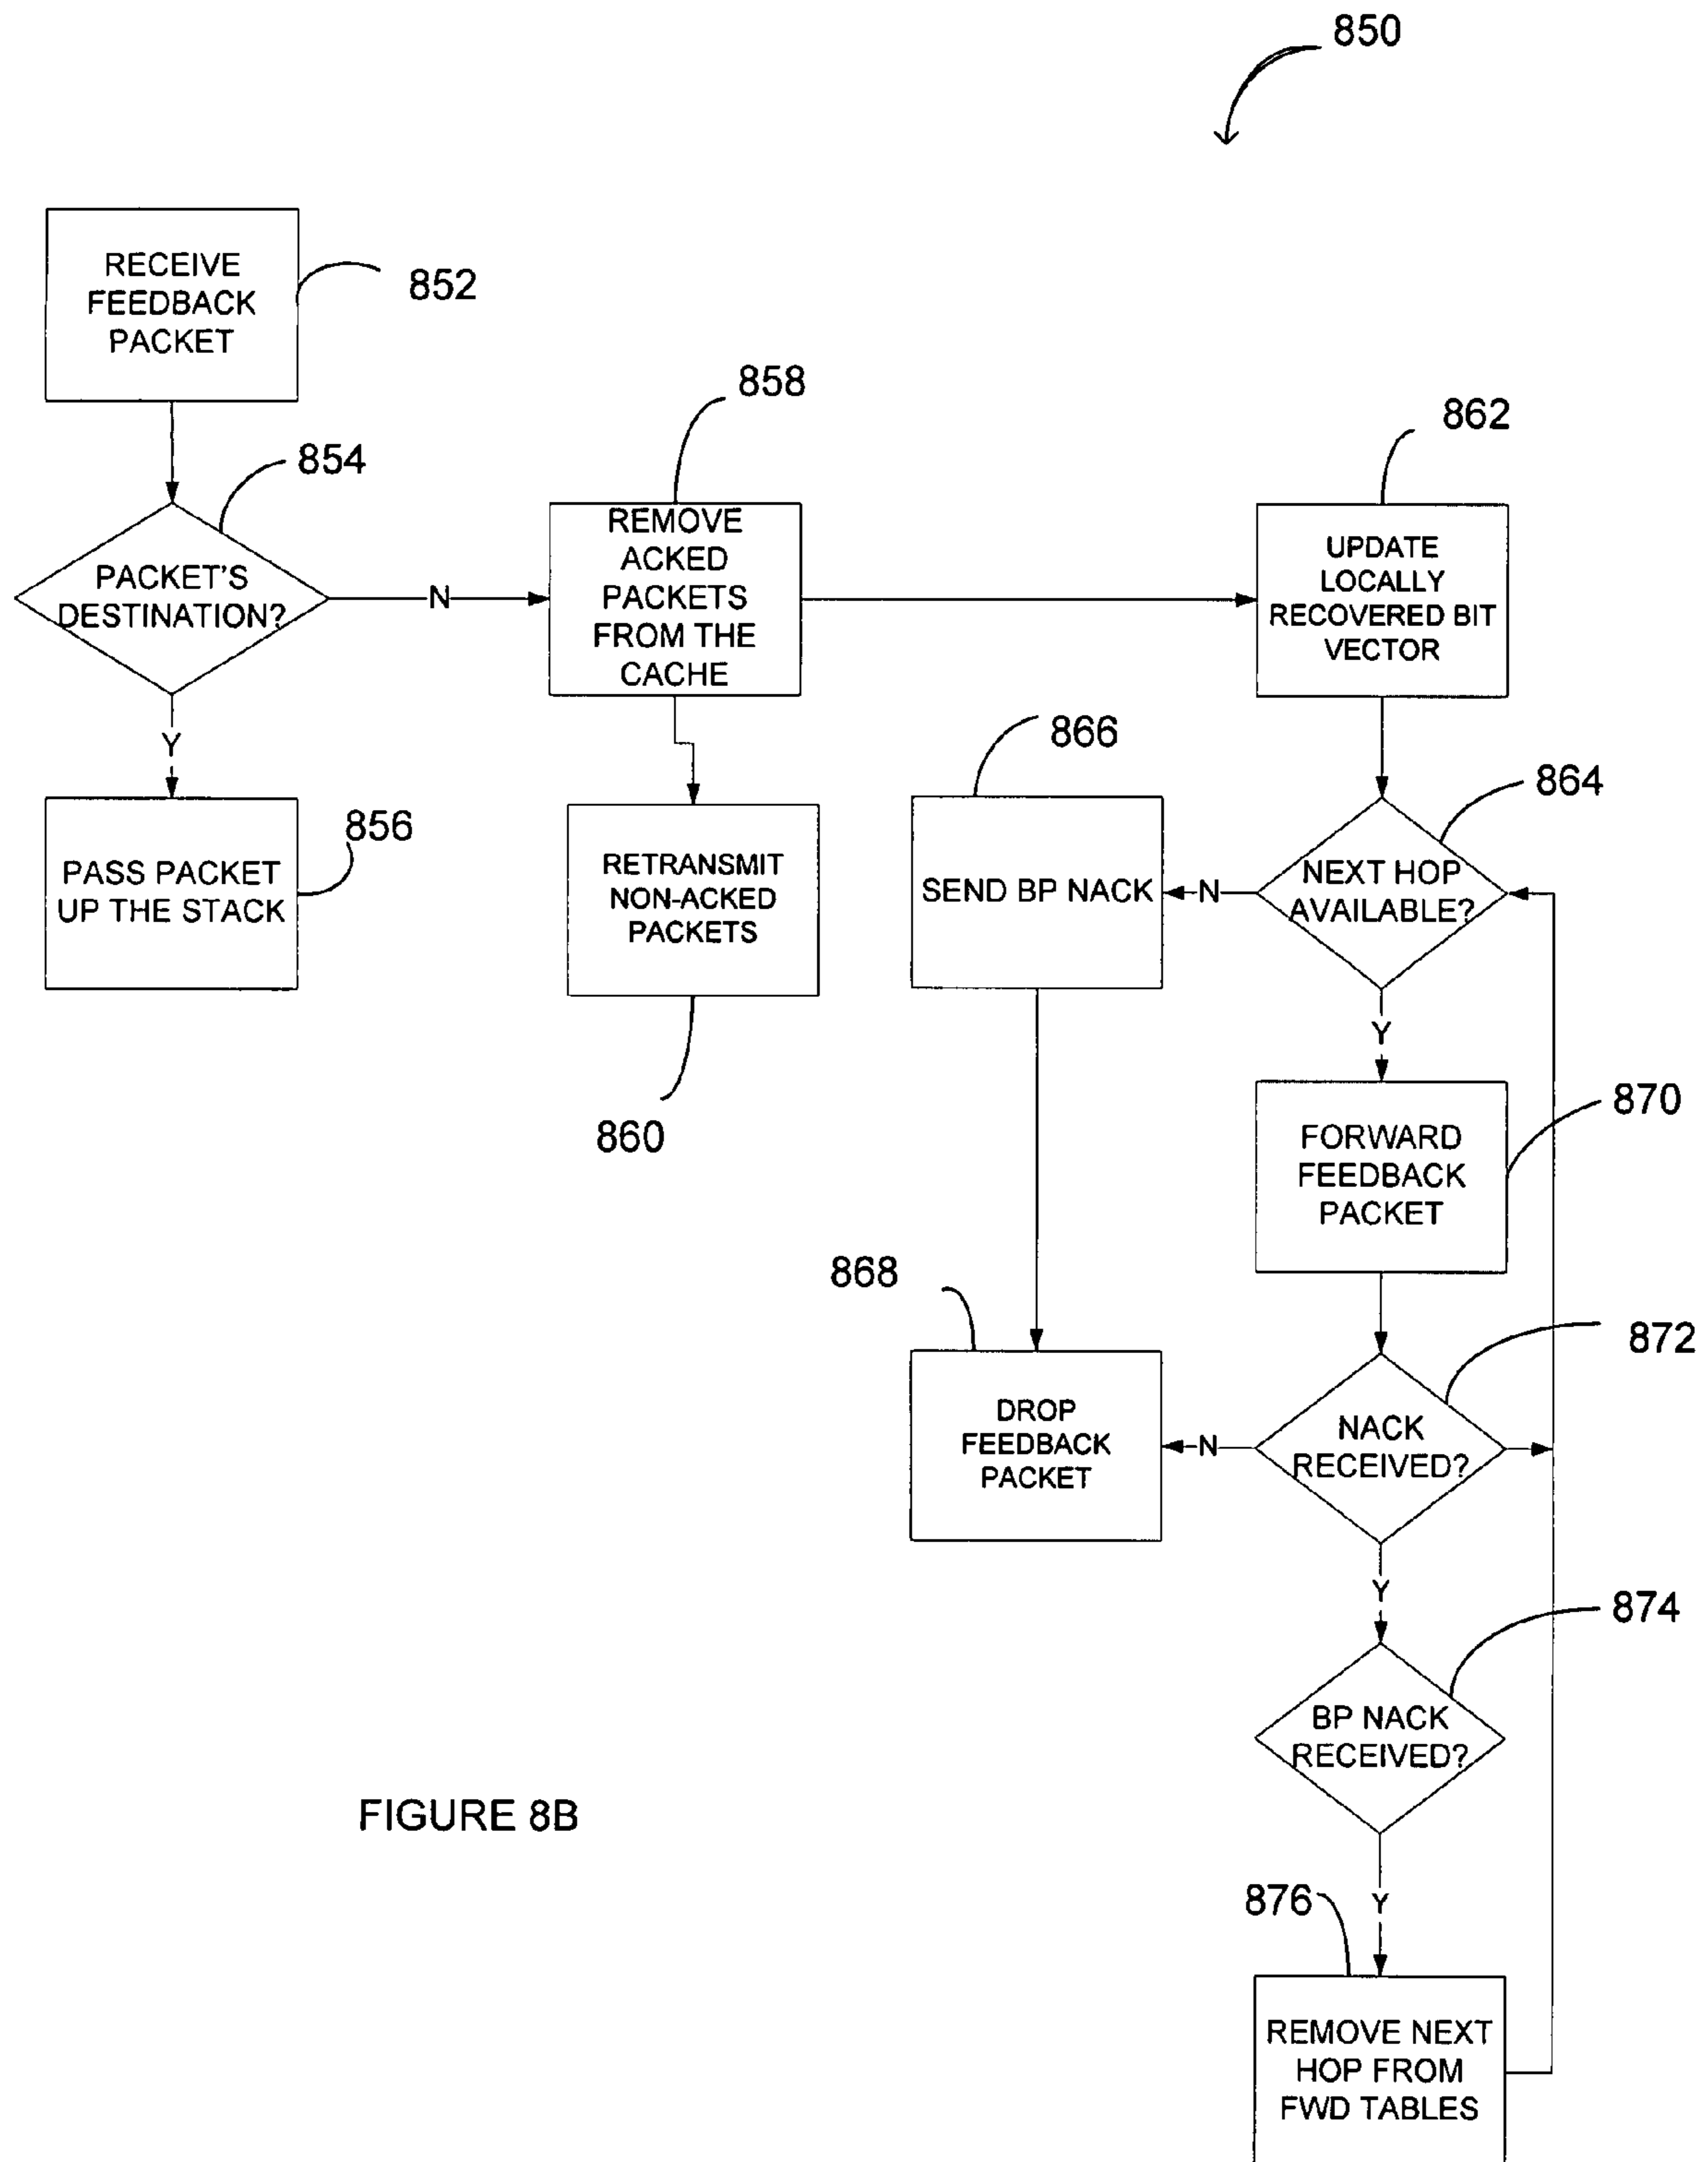 850
RECEIVE
FEEDBACK
PACKET
852
854
PACKET'S
DESTINATION?
N
Y
PASS PACKET
UP THE STACK
856
858
REMOVE
ACKED
PACKETS
FROM THE
CACHE
RETRANSMIT
NON-ACKED
PACKETS
860
862
UPDATE
LOCALLY
RECOVERED BIT
VECTOR
864
NEXT HOP
AVAILABLE?
N
866
SEND BP NACK
Y
870
FORWARD
FEEDBACK
PACKET
868
DROP
FEEDBACK
PACKET
872
NACK
RECEIVED?
N
Y
874
BP NACK
RECEIVED?
Y
876
REMOVE NEXT
HOP FROM
FWD TABLES
FIGURE 8B